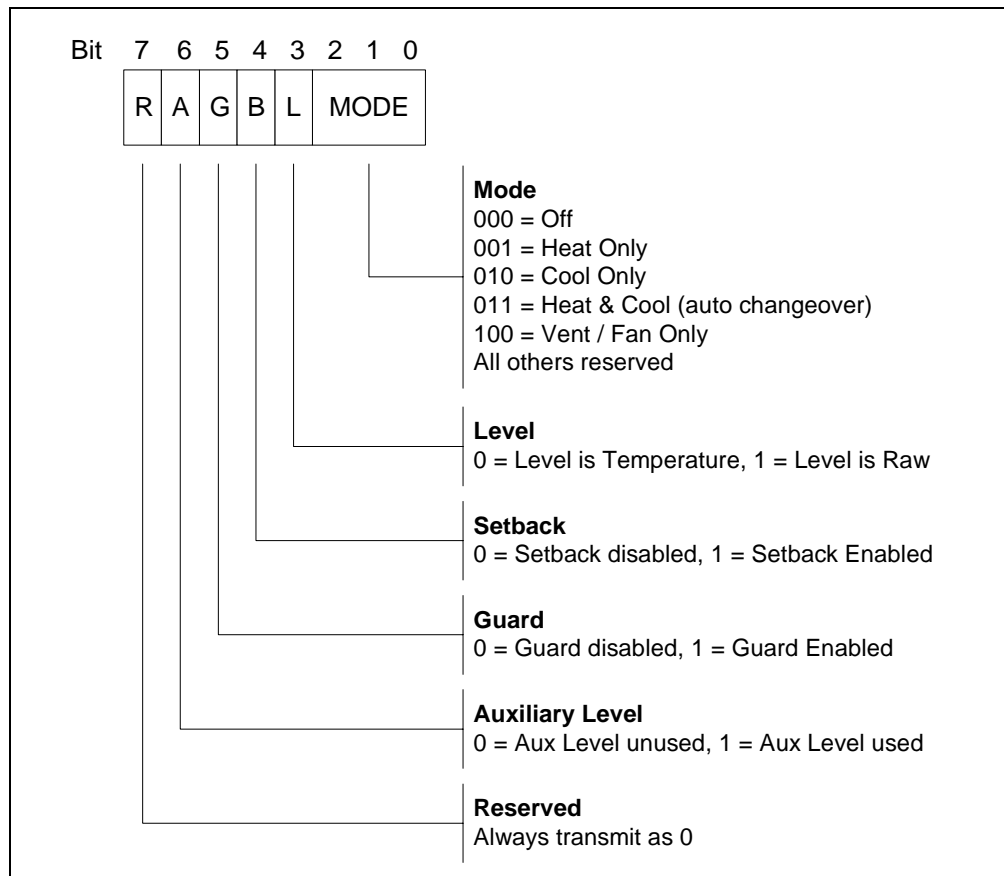 Bit 7 6 5 4 3 2 1 0
R A G B L MODE
Mode
000 = Off
001 = Heat Only
010 = Cool Only
011 = Heat & Cool (auto changeover)
100 = Vent / Fan Only
All others reserved
Level
0 = Level is Temperature, 1 = Level is Raw
Setback
0 = Setback disabled, 1 = Setback Enabled
Guard
0 = Guard disabled, 1 = Guard Enabled
Auxiliary Level
0 = Aux Level unused, 1 = Aux Level used
Reserved
Always transmit as 0